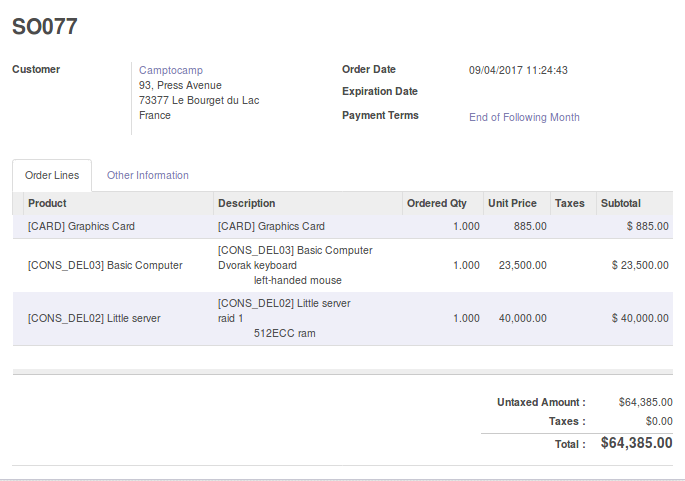 SO077
Customer
Camptocamp
93, Press Avenue
73377 Le Bourget du Lac
France
Order Date 09/04/2017 11:24:43
Expiration Date
Payment Terms End of Following Month
Order Lines Other Information
Product Description Ordered Qty Unit Price Taxes Subtotal
[CARD] Graphics Card [CARD] Graphics Card 1.000 885.00 $ 885.00
[CONS_DEL03] Basic Computer
[CONS_DEL03] Basic Computer Dvorak keyboard 1.000 23,500.00 $ 23,500.00
left-handed mouse
[CONS_DEL02] Little server
[CONS_DEL02] Little server raid 1 1.000 40,000.00 $ 40,000.00
512ECC ram
Untaxed Amount : $64,385.00
Taxes : $0.00
Total : $64,385.00